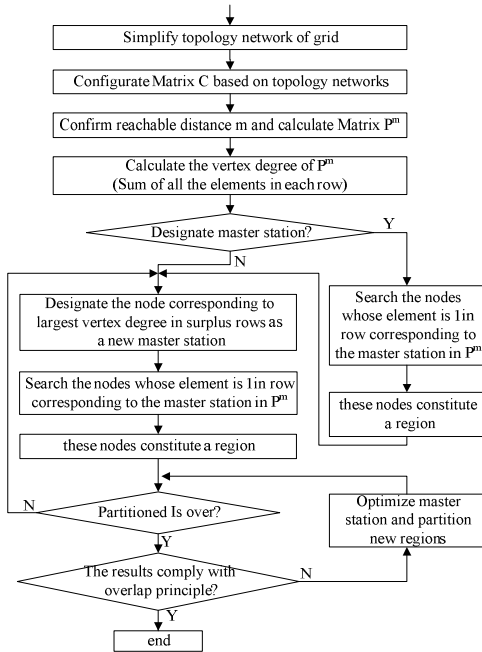 Simplify topology network of grid
Configurate Matrix C based on topology networks
Confirm reachable distance m and calculate Matrix Pᵐ
Calculate the vertex degree of Pᵐ
(Sum of all the elements in each row)
Designate master station?
Y
N
Designate the node corresponding to
largest vertex degree in surplus rows as
a new master station
Search the nodes
whose element is 1in
row corresponding to
the master station in Pᵐ
Search the nodes whose element is 1in row
corresponding to the master station in Pᵐ
these nodes constitute
a region
these nodes constitute a region
N
Partitioned Is over?
Optimize master
station and partition
new regions
Y
The results comply with
overlap principle?
N
Y
end